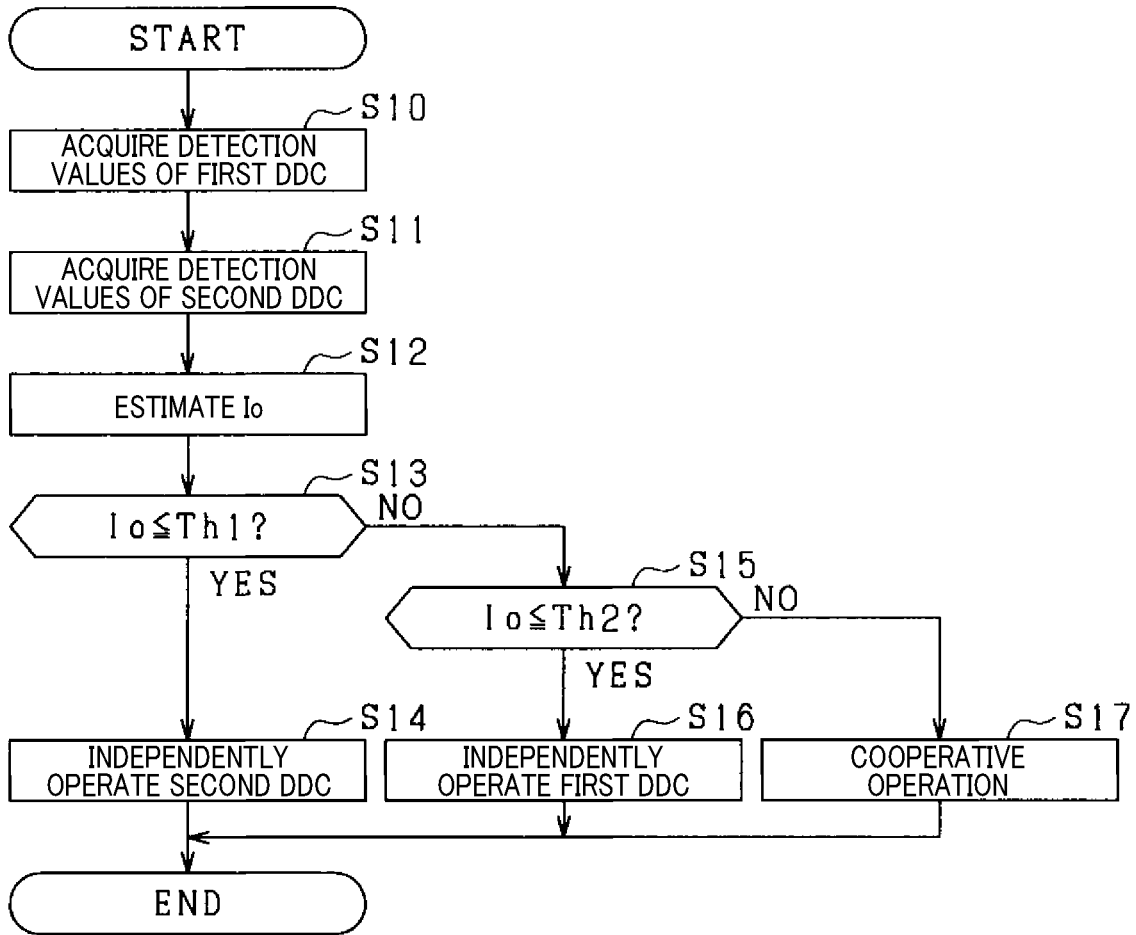 START
S10
ACQUIRE DETECTION
VALUES OF FIRST DDC
S11
ACQUIRE DETECTION
VALUES OF SECOND DDC
S12
ESTIMATE Io
S13
Io≦Th1?
NO
YES
S15
Io≦Th2?
NO
YES
S14
INDEPENDENTLY
OPERATE SECOND DDC
S16
INDEPENDENTLY
OPERATE FIRST DDC
S17
COOPERATIVE
OPERATION
END